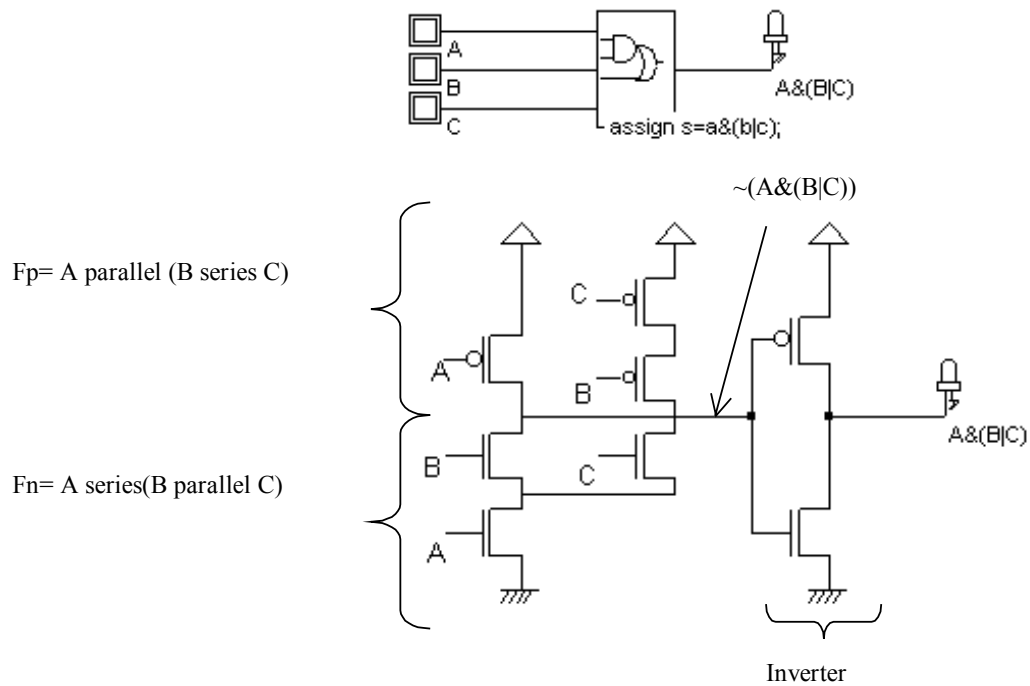 A
B
A&(B|C)
C
assign s=a&(b|c);
~(A&(B|C))
Fp= A parallel (B series C)
C
A
B
A&(B|C)
B
C
Fn= A series(B parallel C)
A
Inverter